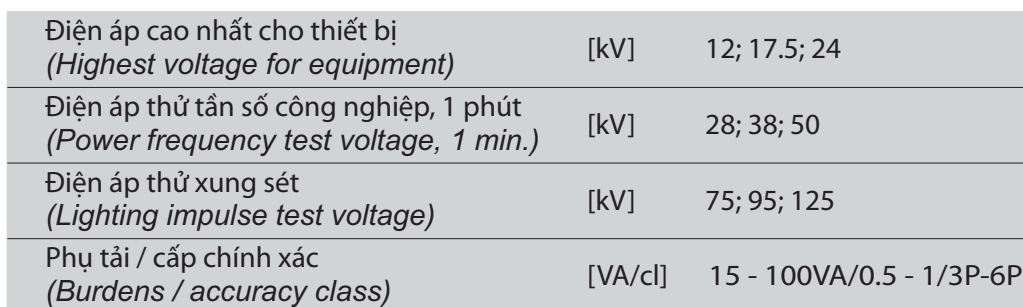 Điện áp cao nhất cho thiết bị
(Highest voltage for equipment) [kV] 12; 17.5; 24
Điện áp thử tần số công nghiệp, 1 phút
(Power frequency test voltage, 1 min.) [kV] 28; 38; 50
Điện áp thử xung sét
(Lighting impulse test voltage) [kV] 75; 95; 125
Phụ tải / cấp chính xác
(Burdens / accuracy class) [VA/cl] 15 - 100VA/0.5 - 1/3P-6P